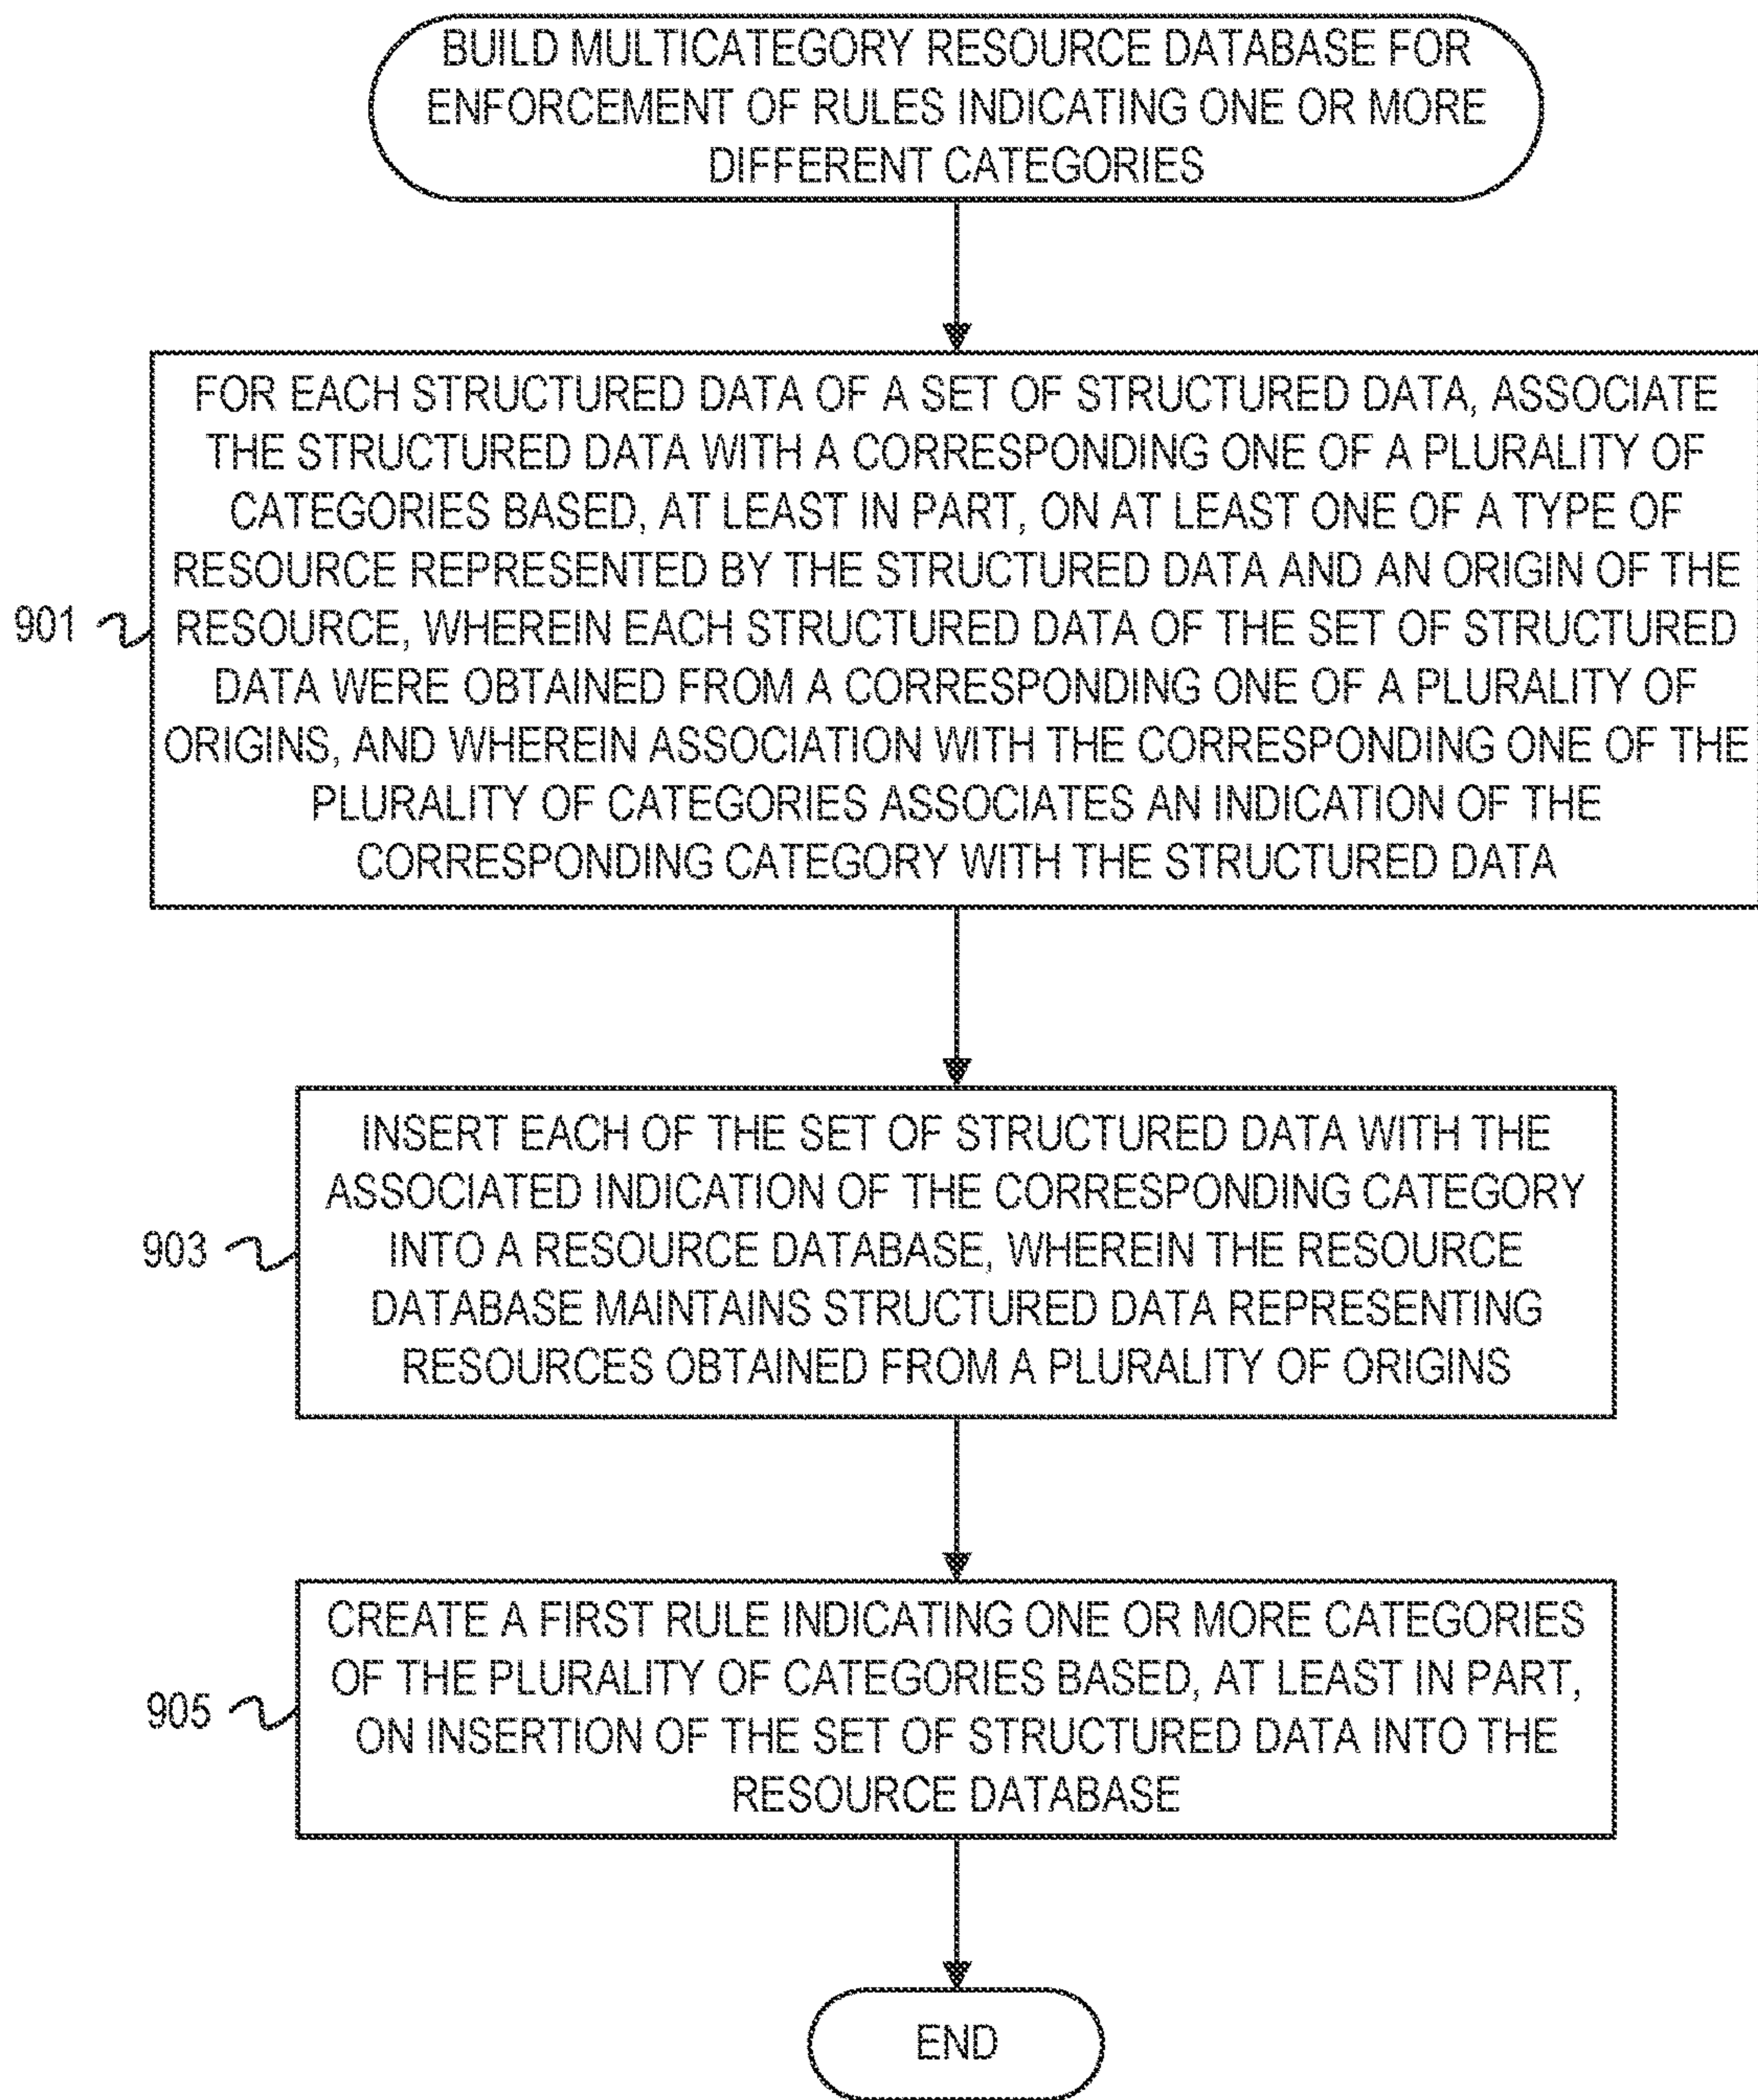 BUILD MULTICATEGORY RESOURCE DATABASE FOR
ENFORCEMENT OF RULES INDICATING ONE OR MORE
DIFFERENT CATEGORIES
FOR EACH STRUCTURED DATA OF A SET OF STRUCTURED DATA, ASSOCIATE
THE STRUCTURED DATA WITH A CORRESPONDING ONE OF A PLURALITY OF
CATEGORIES BASED, AT LEAST IN PART, ON AT LEAST ONE OF A TYPE OF
RESOURCE REPRESENTED BY THE STRUCTURED DATA AND AN ORIGIN OF THE
901 RESOURCE, WHEREIN EACH STRUCTURED DATA OF THE SET OF STRUCTURED
DATA WERE OBTAINED FROM A CORRESPONDING ONE OF A PLURALITY OF
ORIGINS, AND WHEREIN ASSOCIATION WITH THE CORRESPONDING ONE OF THE
PLURALITY OF CATEGORIES ASSOCIATES AN INDICATION OF THE
CORRESPONDING CATEGORY WITH THE STRUCTURED DATA
INSERT EACH OF THE SET OF STRUCTURED DATA WITH THE
ASSOCIATED INDICATION OF THE CORRESPONDING CATEGORY
903 INTO A RESOURCE DATABASE, WHEREIN THE RESOURCE
DATABASE MAINTAINS STRUCTURED DATA REPRESENTING
RESOURCES OBTAINED FROM A PLURALITY OF ORIGINS
CREATE A FIRST RULE INDICATING ONE OR MORE CATEGORIES
OF THE PLURALITY OF CATEGORIES BASED, AT LEAST IN PART,
905 ON INSERTION OF THE SET OF STRUCTURED DATA INTO THE
RESOURCE DATABASE
END